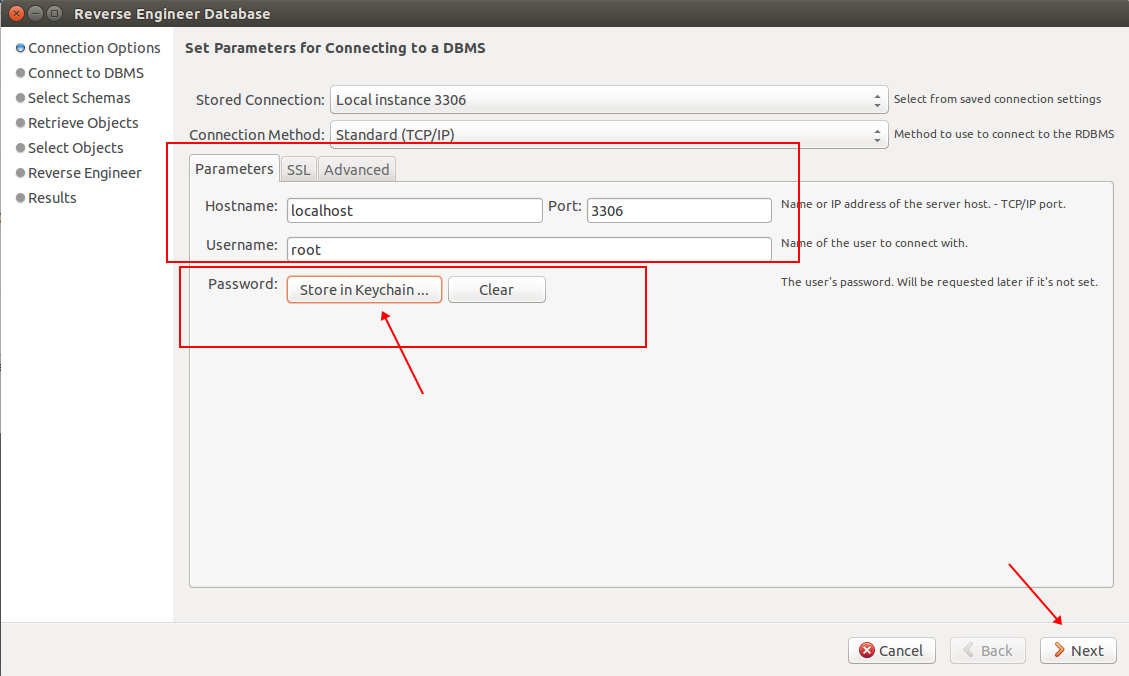 Reverse Engineer Database
Connection Options
Connect to DBMS
Select Schemas
Retrieve Objects
Select Objects
Reverse Engineer
Results
Set Parameters for Connecting to a DBMS
Stored Connection: Local instance 3306 Select from saved connection settings
Connection Method: Standard (TCP/IP) Method to use to connect to the RDBMS
Parameters SSL Advanced
Hostname: localhost Port: 3306 Name or IP address of the server host. - TCP/IP port.
Username: root Name of the user to connect with.
Password: Store in Keychain ... Clear The user's password. Will be requested later if it's not set.
Cancel Back Next